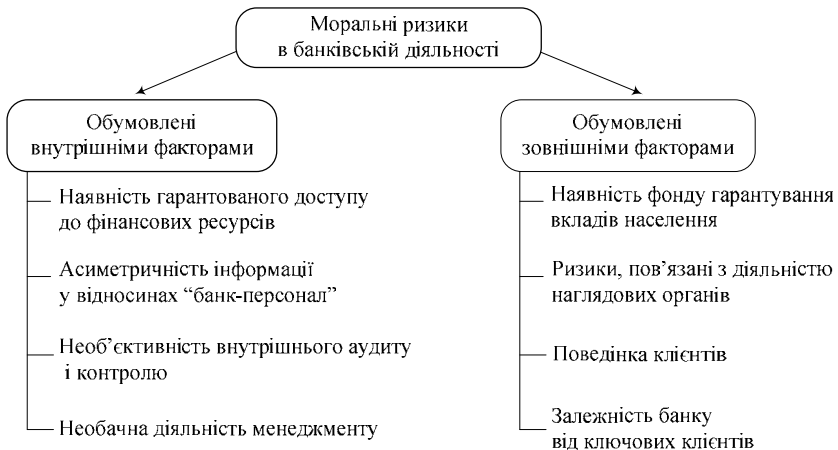 Моральні ризики
в банківській діяльності
Обумовлені
внутрішніми факторами
Наявність гарантованого доступу
до фінансових ресурсів
Асиметричність інформації
у відносинах “банк-персонал”
Необ’єктивність внутрішнього аудиту
і контролю
Необачна діяльність менеджменту
Обумовлені
зовнішніми факторами
Наявність фонду гарантування
вкладів населення
Ризики, пов’язані з діяльністю
наглядових органів
Поведінка клієнтів
Залежність банку
від ключових клієнтів